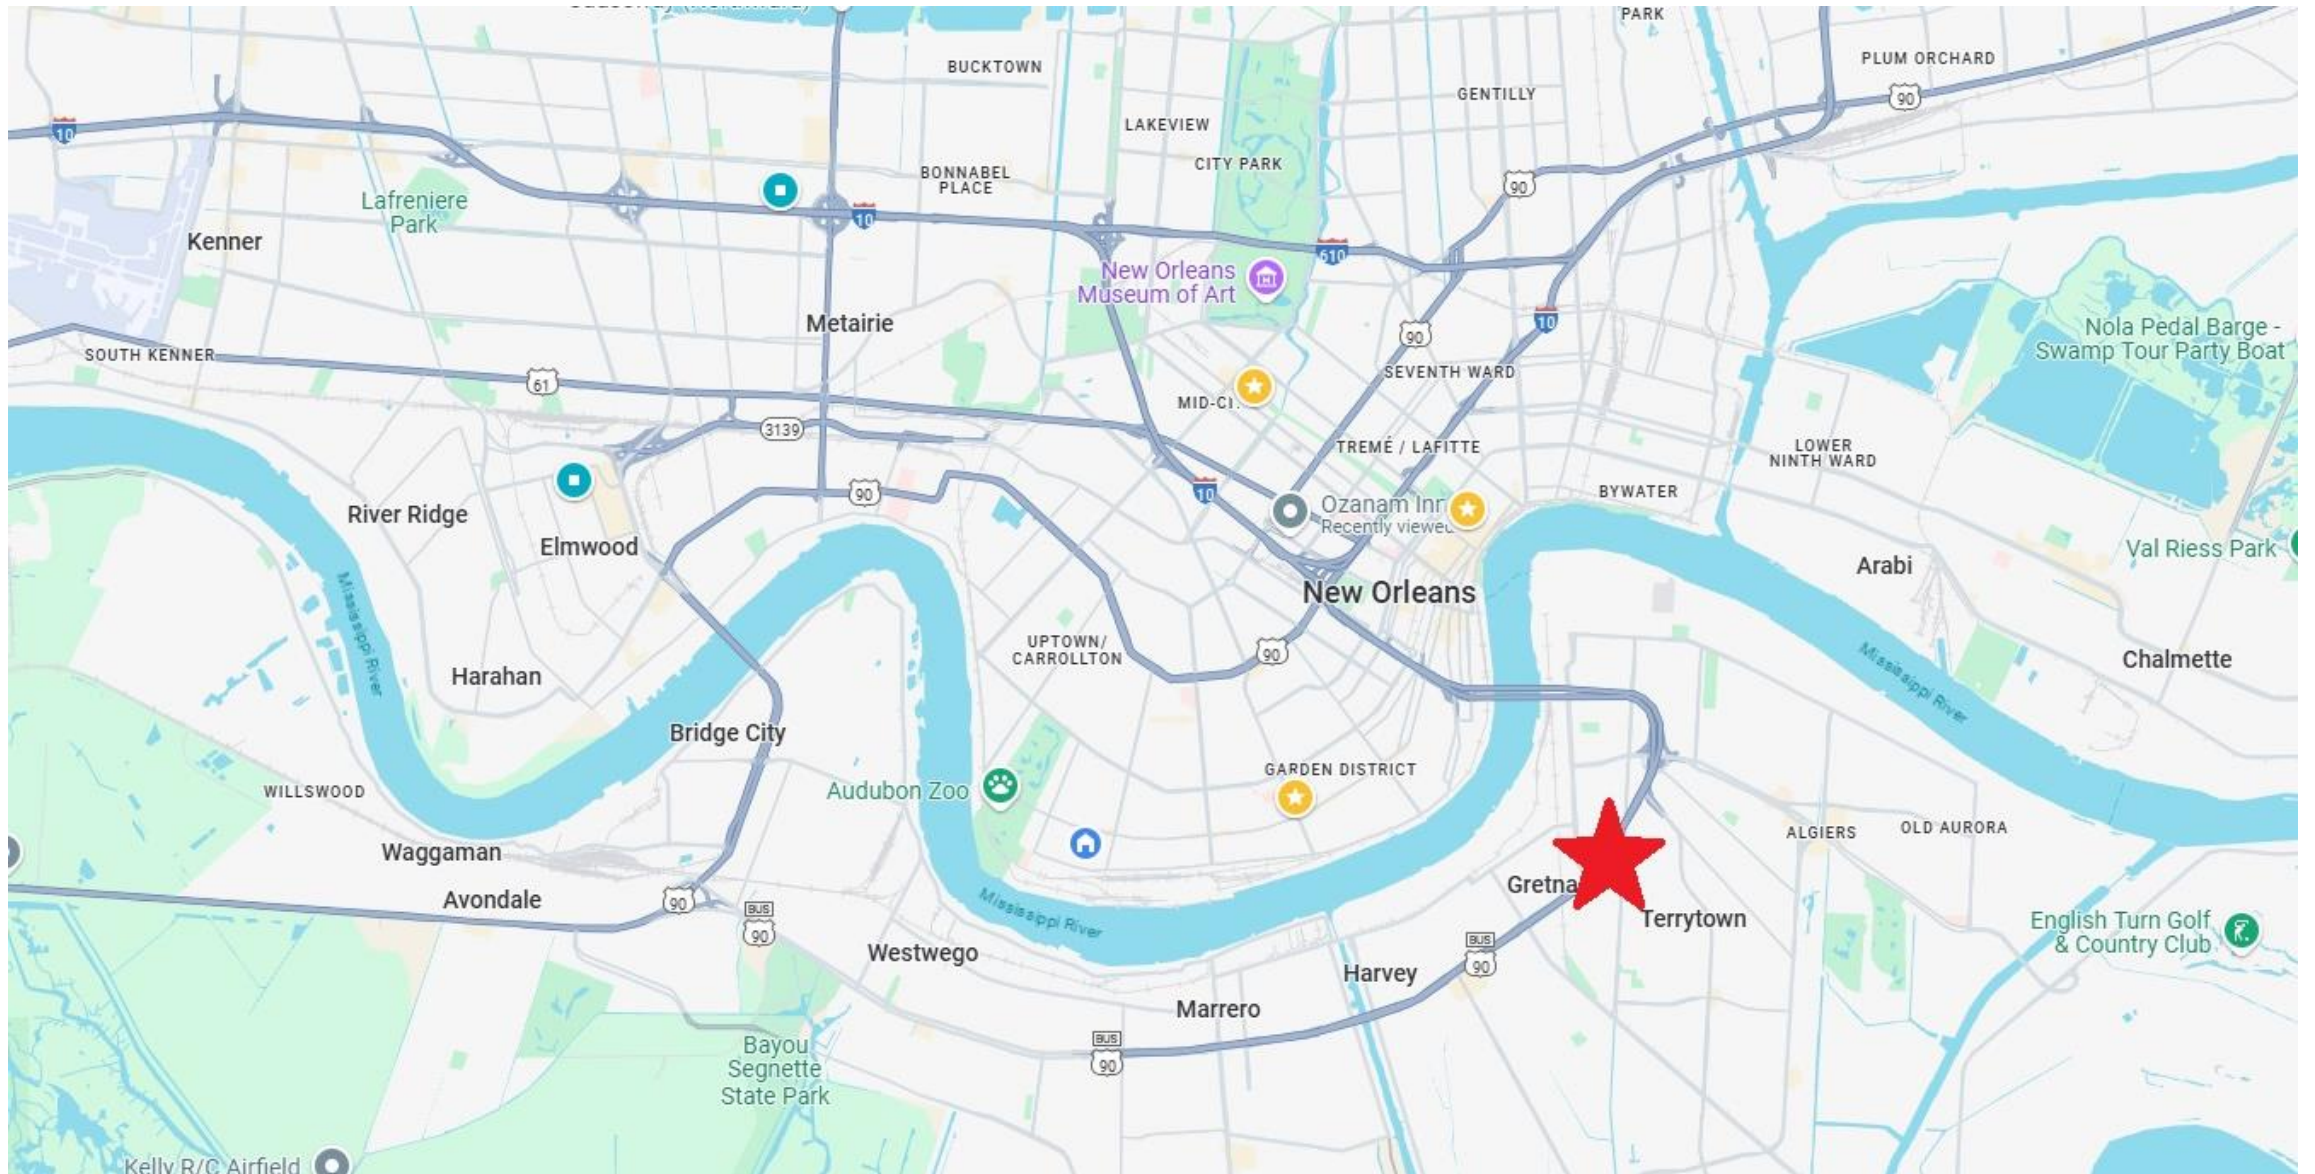 PARK
PLUM ORCHARD
BUCKTOWN
GENTILLY
90
10
LAKEVIEW
CITY PARK
BONNABEL
PLACE
90
Lafreniere
Park
10
Kenner
610
New Orleans
Museum of Art
Metairie
90
10
Nola Pedal Barge -
Swamp Tour Party Boat
SOUTH KENNER
61
SEVENTH WARD
MID-CI
3139
TREMÉ / LAFITTE
LOWER
NINTH WARD
90
10
BYWATER
River Ridge
Ozanam Inn
Recently viewed
Elmwood
Val Riess Park
Arabi
New Orleans
Mississippi River
UPTOWN/
CARROLLTON
90
Chalmette
Harahan
Mississippi River
Bridge City
GARDEN DISTRICT
WILLSWOOD
Audubon Zoo
ALGIERS
OLD AURORA
Waggaman
Gretna
Avondale
90
BUS
90
Mississippi River
Terrytown
English Turn Golf
& Country Club
Westwego
BUS
90
Harvey
Marrero
BUS
90
Bayou
Segnette
State Park
Kelly R/C Airfield